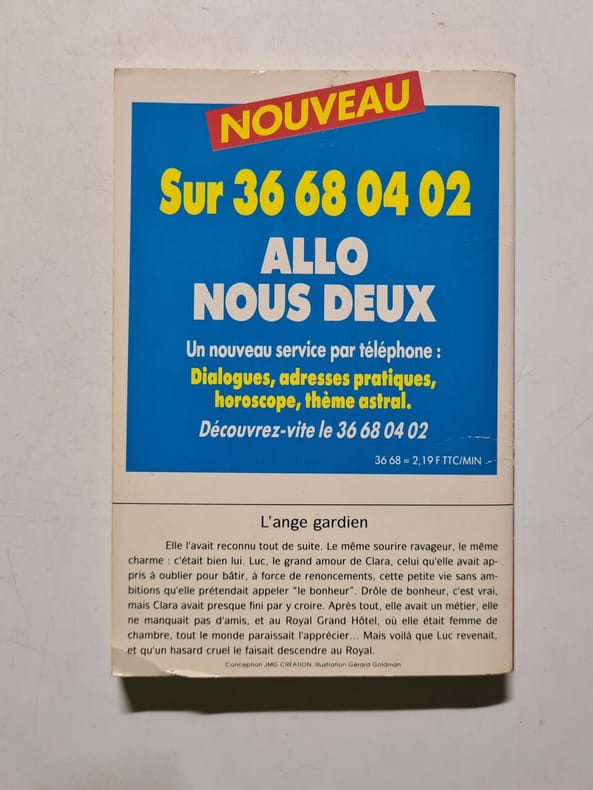 NOUVEAU
Sur 36 68 04 02
ALLO
NOUS DEUX
Un nouveau service par téléphone :
Dialogues, adresses pratiques,
horoscope, thème astral.
Découvrez-vite le 36 68 04 02
36 68 = 2,19 F TTC/MIN
L'ange gardien
Elle l'avait reconnu tout de suite. Le même sourire ravageur, le même
charme : c'était bien lui. Luc, le grand amour de Clara, celui qu'elle avait ap-
pris à oublier pour bâtir, à force de renoncements, cette petite vie sans am-
bitions qu'elle prétendait appeler "le bonheur". Drôle de bonheur, c'est vrai,
mais Clara avait presque fini par y croire. Après tout, elle avait un métier, elle
ne manquait pas d'amis, et au Royal Grand Hôtel, où elle était femme de
chambre, tout le monde paraissait l'apprécier... Mais voilà que Luc revenait,
et qu'un hasard cruel le faisait descendre au Royal.
Conception JMG CRÉATION. Illustration Gérard Goldman